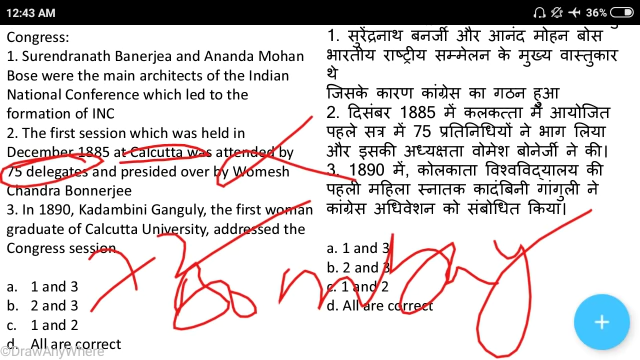 12:43 AM 36%
Congress:
1. Surendranath Banerjea and Ananda Mohan
Bose were the main architects of the Indian
National Conference which led to the
formation of INC
2. The first session which was held in
December 1885 at Calcutta was attended by
75 delegates and presided over by Womesh
Chandra Bonnerjee
3. In 1890, Kadambini Ganguly, the first woman
graduate of Calcutta University, addressed the
Congress session.
a. 1 and 3
b. 2 and 3
c. 1 and 2
d. All are correct
1. सुरेंद्रनाथ बनर्जी और आनंद मोहन बोस
भारतीय राष्ट्रीय सम्मेलन के मुख्य वास्तुकार
थे
जिसके कारण कांग्रेस का गठन हुआ
2. दिसंबर 1885 में कलकत्ता में आयोजित
पहले सत्र में 75 प्रतिनिधियों ने भाग लिया
और इसकी अध्यक्षता वोमेश बोनेर्जी ने की।
3. 1890 में, कोलकाता विश्वविद्यालय की
पहली महिला स्नातक कादंबिनी गांगुली ने
कांग्रेस अधिवेशन को संबोधित किया।
a. 1 and 3
b. 2 and 3
c. 1 and 2
d. All are correct
72
Bombay
+
©DrawAnyWhere